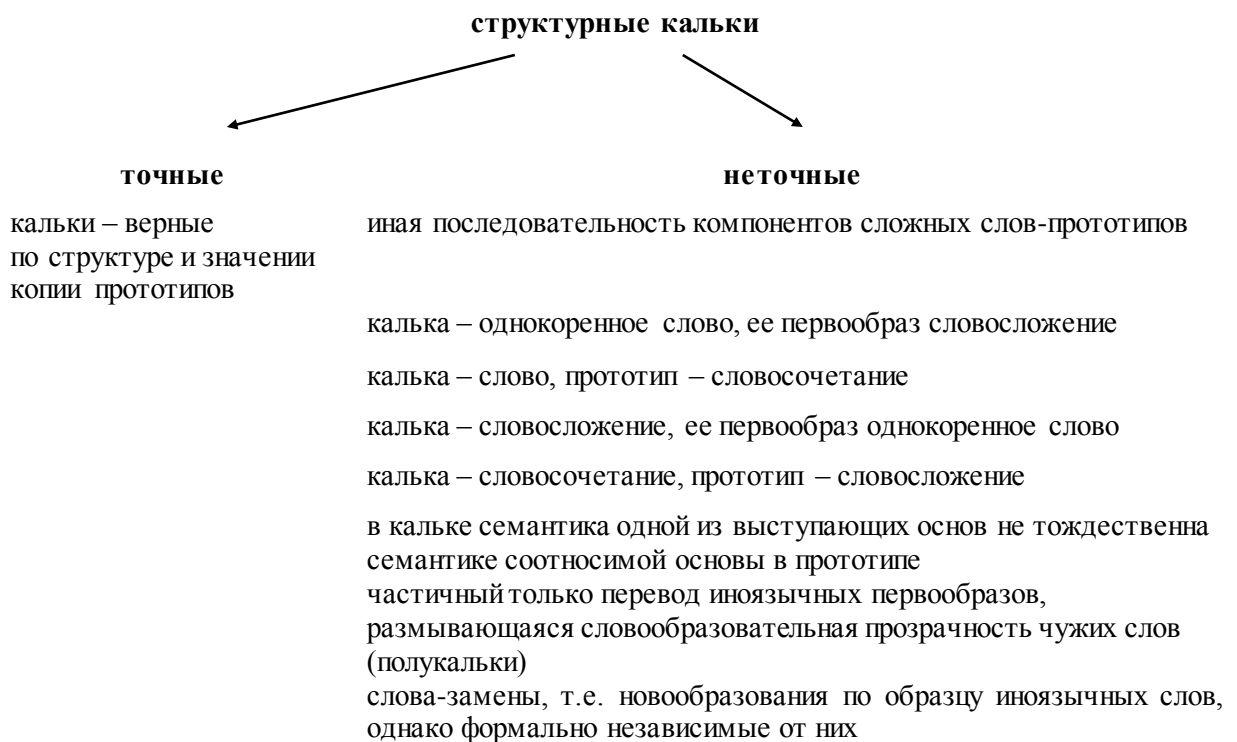 структурные кальки
точные
неточные
кальки – верные
по структуре и значении
копии прототипов
иная последовательность компонентов сложных слов-прототипов
калька – однокоренное слово, ее первообраз словосложение
калька – слово, прототип – словосочетание
калька – словосложение, ее первообраз однокоренное слово
калька – словосочетание, прототип – словосложение
в кальке семантика одной из выступающих основ не тождественна
семантике соотносимой основы в прототипе
частичный только перевод иноязычных первообразов,
размывающаяся словообразовательная прозрачность чужих слов
(полукальки)
слова-замены, т.е. новообразования по образцу иноязычных слов,
однако формально независимые от них